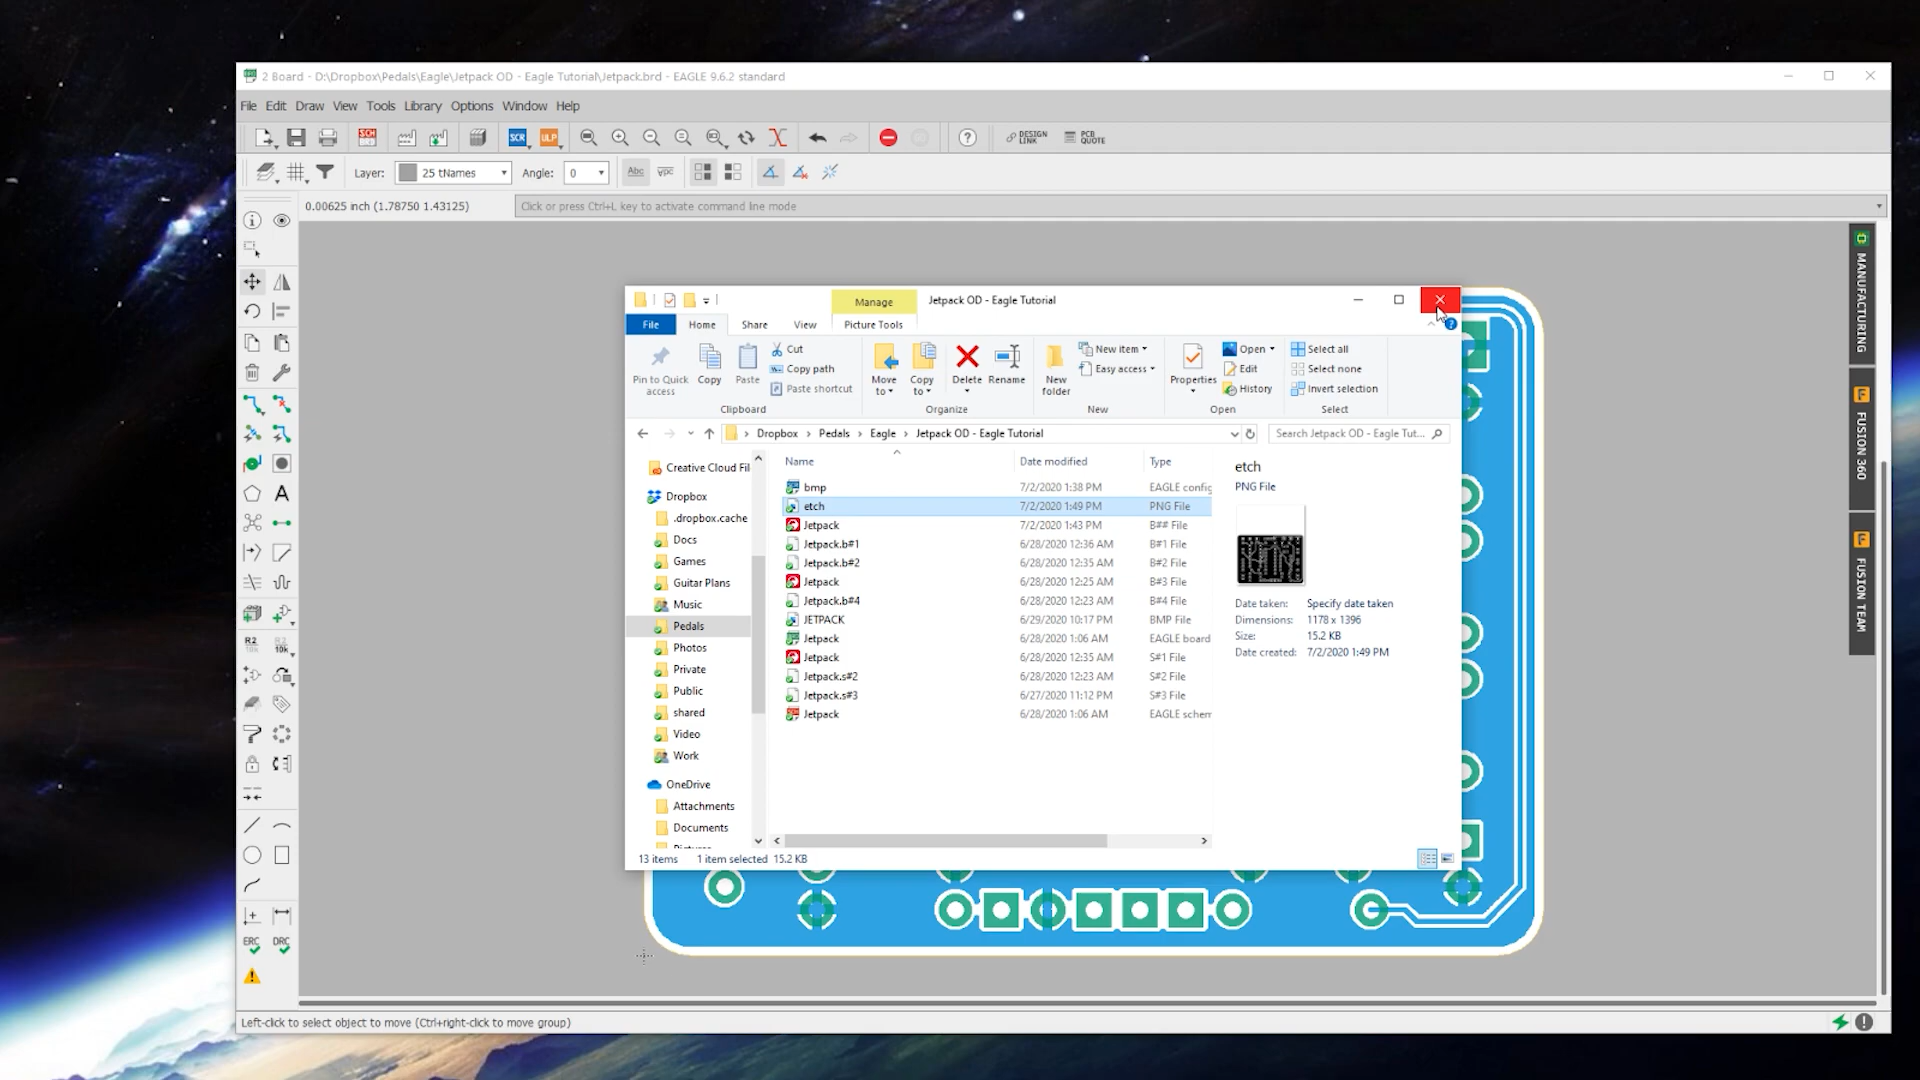 2 Board - D:\Dropbox\Pedals\Eagle\Jetpack OD - Eagle Tutorial\Jetpack.brd - EAGLE 9.6.2 standard
File Edit Draw View Tools Library Options Window Help
SCH SCR ULP DESIGN LINK PCB QUOTE
Layer: 25 tNames Angle: 0 Abc
0.00625 inch (1.78750 1.43125) Click or press Ctrl+L key to activate command line mode
Manage Jetpack OD - Eagle Tutorial
File Home Share View Picture Tools
Pin to Quick access Copy Paste Cut Copy path Paste shortcut
Move to Copy to Delete Rename
New folder New item Easy access
Properties Open Edit History
Select all Select none Invert selection
Clipboard Organize New Open Select
Dropbox Pedals Eagle Jetpack OD - Eagle Tutorial Search Jetpack OD - Eagle Tut...
Creative Cloud Fil
Dropbox
.dropbox.cache
Docs
Games
Guitar Plans
Music
Pedals
Photos
Private
Public
shared
Video
Work
OneDrive
Attachments
Documents
Name Date modified Type
bmp 7/2/2020 1:38 PM EAGLE config
etch 7/2/2020 1:49 PM PNG File
Jetpack 7/2/2020 1:43 PM B## File
Jetpack.b#1 6/28/2020 12:36 AM B#1 File
Jetpack.b#2 6/28/2020 12:35 AM B#2 File
Jetpack 6/28/2020 12:25 AM B#3 File
Jetpack.b#4 6/28/2020 12:23 AM B#4 File
JETPACK 6/29/2020 10:17 PM BMP File
Jetpack 6/28/2020 1:06 AM EAGLE board
Jetpack 6/28/2020 12:35 AM S#1 File
Jetpack.s#2 6/28/2020 12:23 AM S#2 File
Jetpack.s#3 6/27/2020 11:12 PM S#3 File
Jetpack 6/28/2020 1:06 AM EAGLE schem
etch
PNG File
Date taken: Specify date taken
Dimensions: 1178 x 1396
Size: 15.2 KB
Date created: 7/2/2020 1:49 PM
13 items 1 item selected 15.2 KB
MANUFACTURING
FUSION 360
FUSION TEAM
A
R2 10k R2 10k
ERC DRC
Left-click to select object to move (Ctrl+right-click to move group)